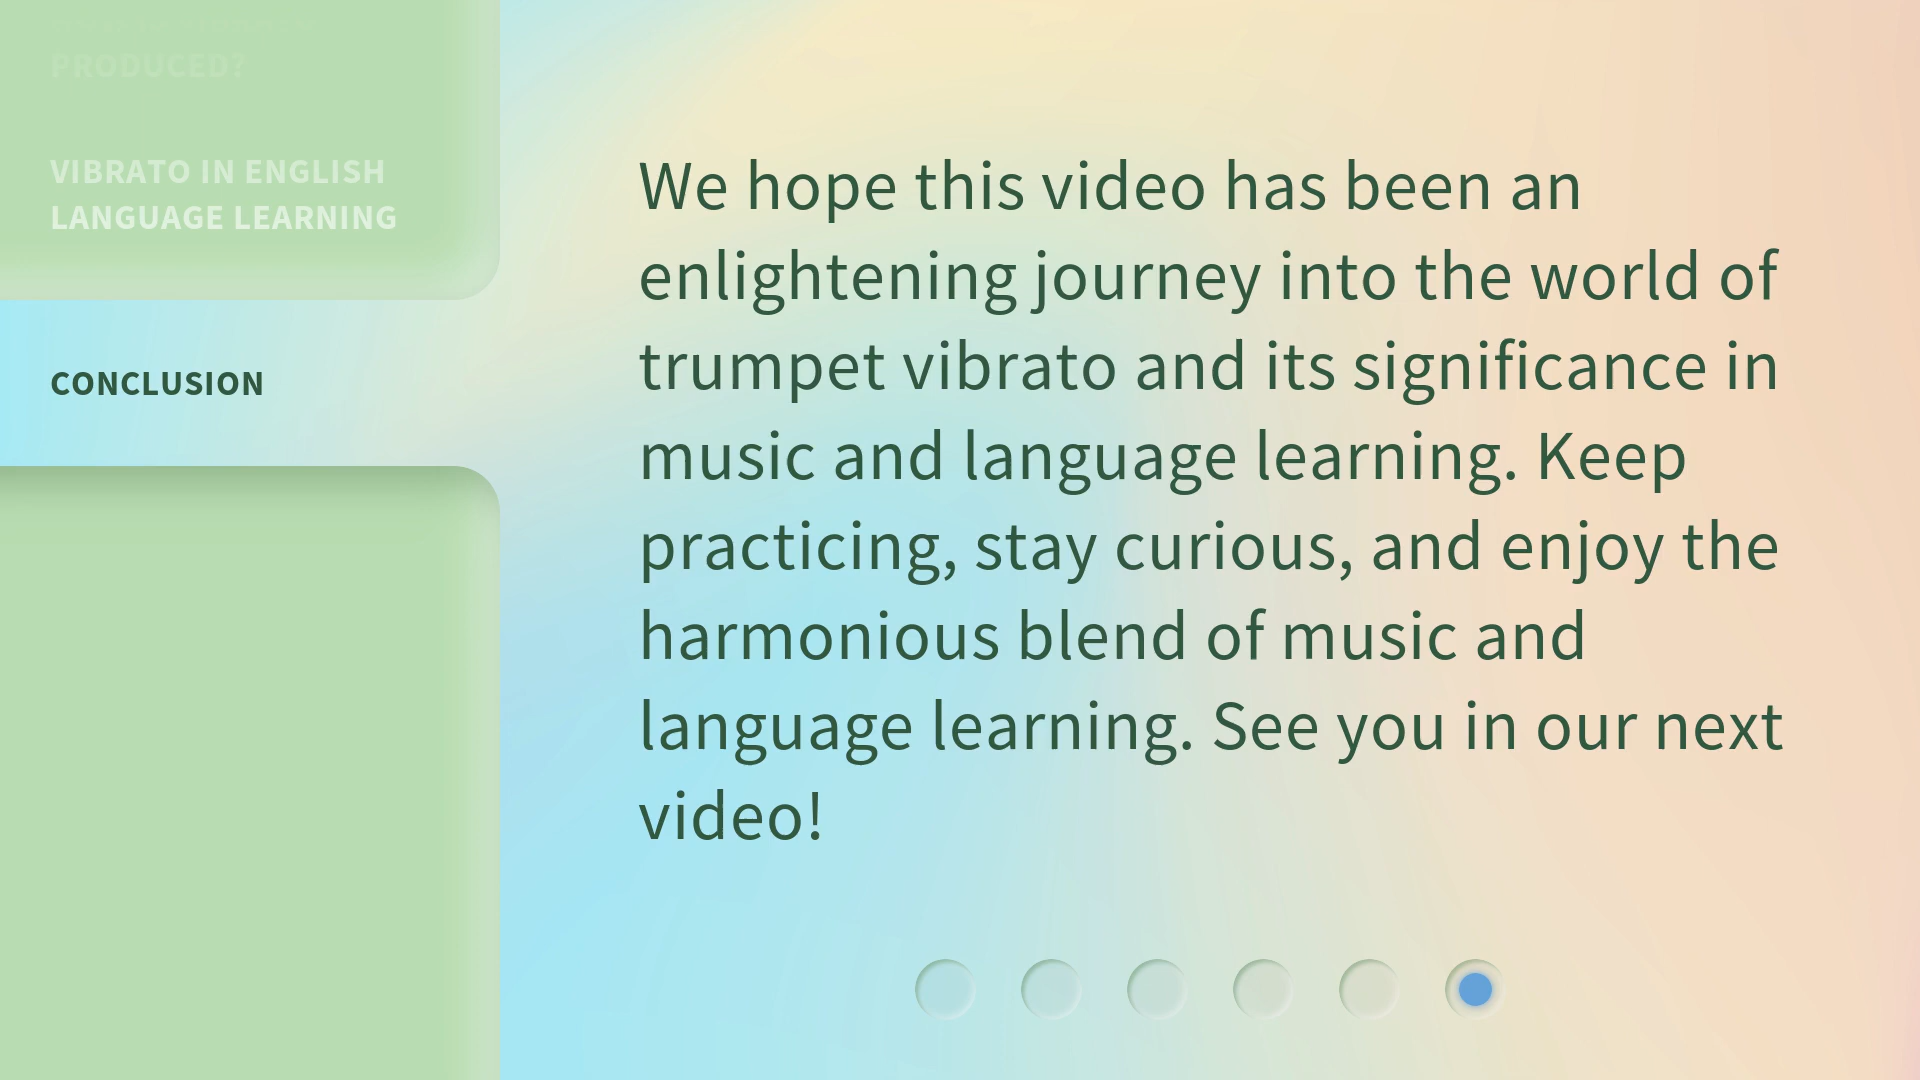 PRODUCED?
VIBRATO IN ENGLISH
LANGUAGE LEARNING
CONCLUSION
We hope this video has been an
enlightening journey into the world of
trumpet vibrato and its significance in
music and language learning. Keep
practicing, stay curious, and enjoy the
harmonious blend of music and
language learning. See you in our next
video!